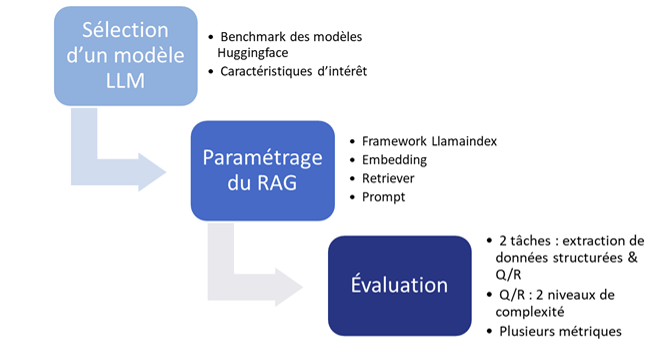 Sélection
d’un modèle
LLM
• Benchmark des modèles
Huggingface
• Caractéristiques d’intérêt
Paramétrage
du RAG
• Framework Llamaindex
• Embedding
• Retriever
• Prompt
Évaluation
• 2 tâches : extraction de
données structurées &
Q/R
• Q/R : 2 niveaux de
complexité
• Plusieurs métriques